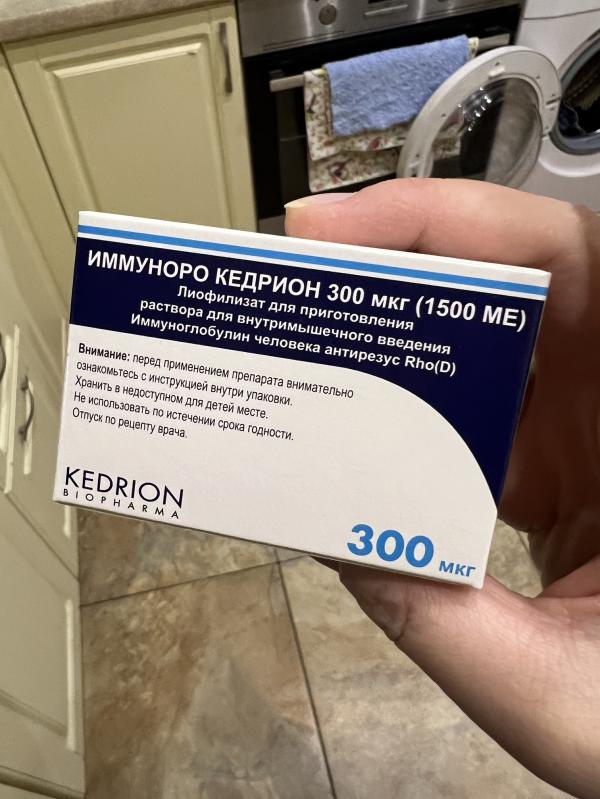 ИММУНОРО КЕДРИОН 300 мкг (1500 МЕ)
Лиофилизат для приготовления
раствора для внутримышечного введения
Иммуноглобулин человека антирезус Rho(D)
Внимание: перед применением препарата внимательно
ознакомьтесь с инструкцией внутри упаковки.
Хранить в недоступном для детей месте.
Не использовать по истечении срока годности.
Отпуск по рецепту врача.
KEDRION
BIOPHARMA
300 мкг